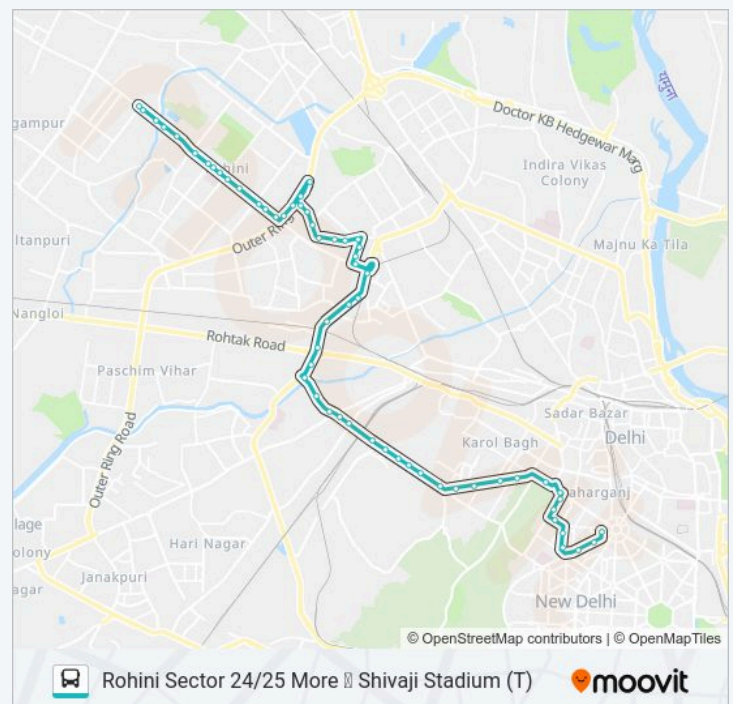 यमुना
Doctor KB Hedgewar Marg
gampur
Indira Vikas
Colony
hini
Outer Ring
Majnu Ka Tila
ltanpuri
Nangloi
Rohtak Road
Paschim Vihar
Sadar Bazar
Delhi
Karol Bagh
Outer Ring Road
aharganj
llage
olony
Hari Nagar
Janakpuri
agar
New Delhi
© OpenStreetMap contributors | © OpenMapTiles
Rohini Sector 24/25 More Shivaji Stadium (T)
moovit